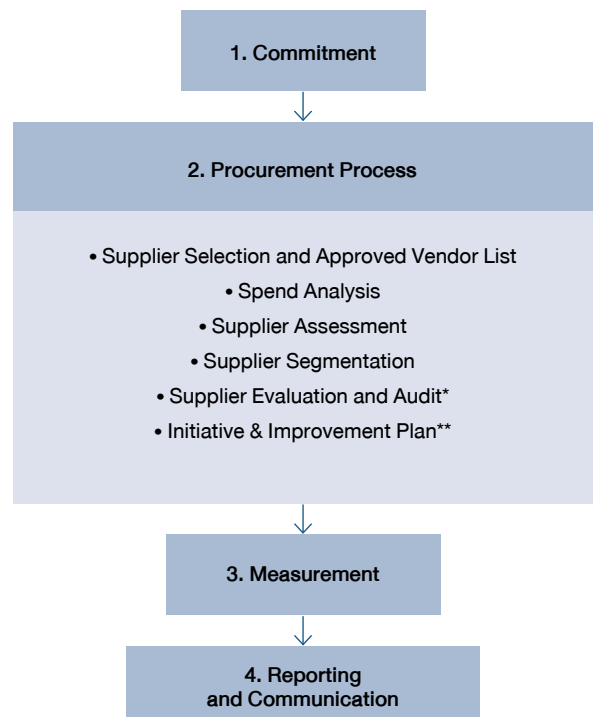 1. Commitment
2. Procurement Process
• Supplier Selection and Approved Vendor List
• Spend Analysis
• Supplier Assessment
• Supplier Segmentation
• Supplier Evaluation and Audit*
• Initiative & Improvement Plan**
3. Measurement
4. Reporting
and Communication